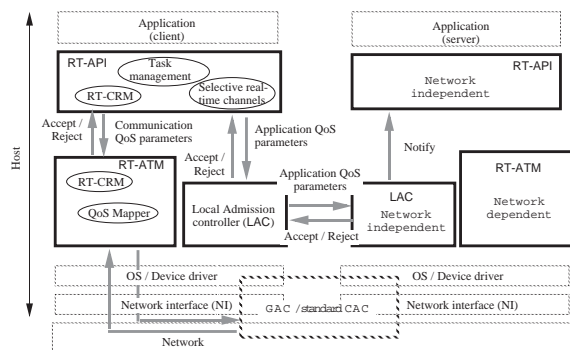 Application
(client)
Application
(server)
RT-API
Task
management
RT-CRM
Selective real-
time channels
RT-API
Network
independent
Accept /
Reject
Communication
QoS parameters
Application QoS
parameters
Accept /
Reject
Notify
Host
RT-ATM
RT-CRM
QoS Mapper
Local Admission
controller (LAC)
Application QoS
parameters
Accept / Reject
LAC
Network
independent
RT-ATM
Network
dependent
OS / Device driver
OS / Device driver
Network interface (NI)
GAC /standard CAC
Network interface (NI)
Network